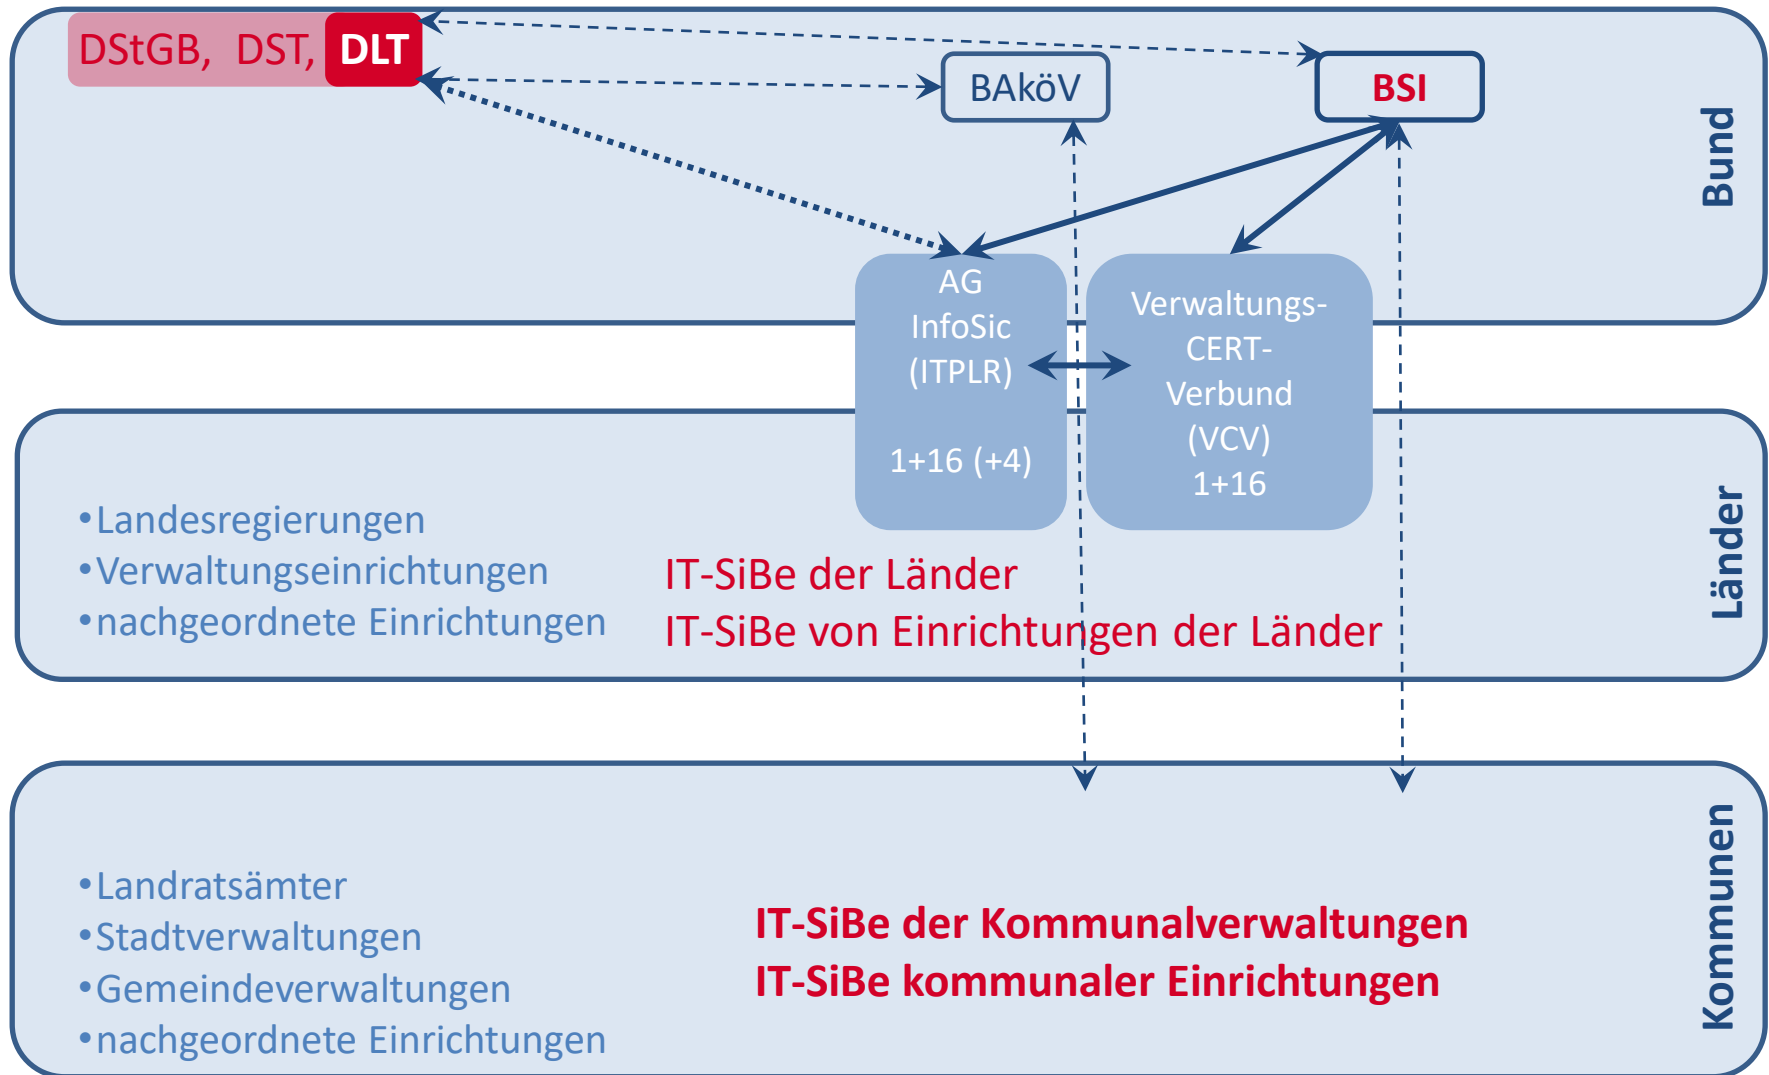 DStGB, DST, DLT
BAköV
BSI
Bund
AG
InfoSic
(ITPLR)
1+16 (+4)
Verwaltungs-
CERT-
Verbund
(VCV)
1+16
•Landesregierungen
•Verwaltungseinrichtungen
•nachgeordnete Einrichtungen
IT-SiBe der Länder
IT-SiBe von Einrichtungen der Länder
Länder
•Landratsämter
•Stadtverwaltungen
•Gemeindeverwaltungen
•nachgeordnete Einrichtungen
IT-SiBe der Kommunalverwaltungen
IT-SiBe kommunaler Einrichtungen
Kommunen